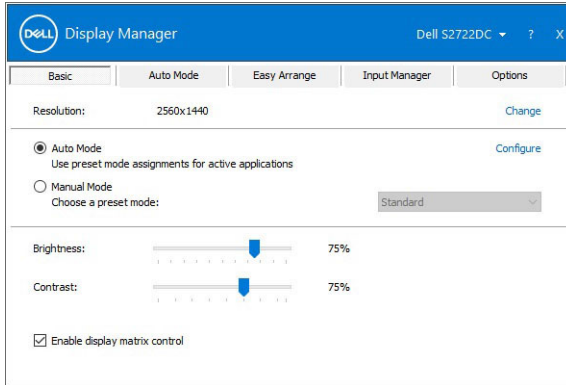 DELL Display Manager Dell S2722DC ? X
Basic Auto Mode Easy Arrange Input Manager Options
Resolution: 2560x1440 Change
Auto Mode Configure
Use preset mode assignments for active applications
Manual Mode
Choose a preset mode: Standard
Brightness: 75%
Contrast: 75%
Enable display matrix control